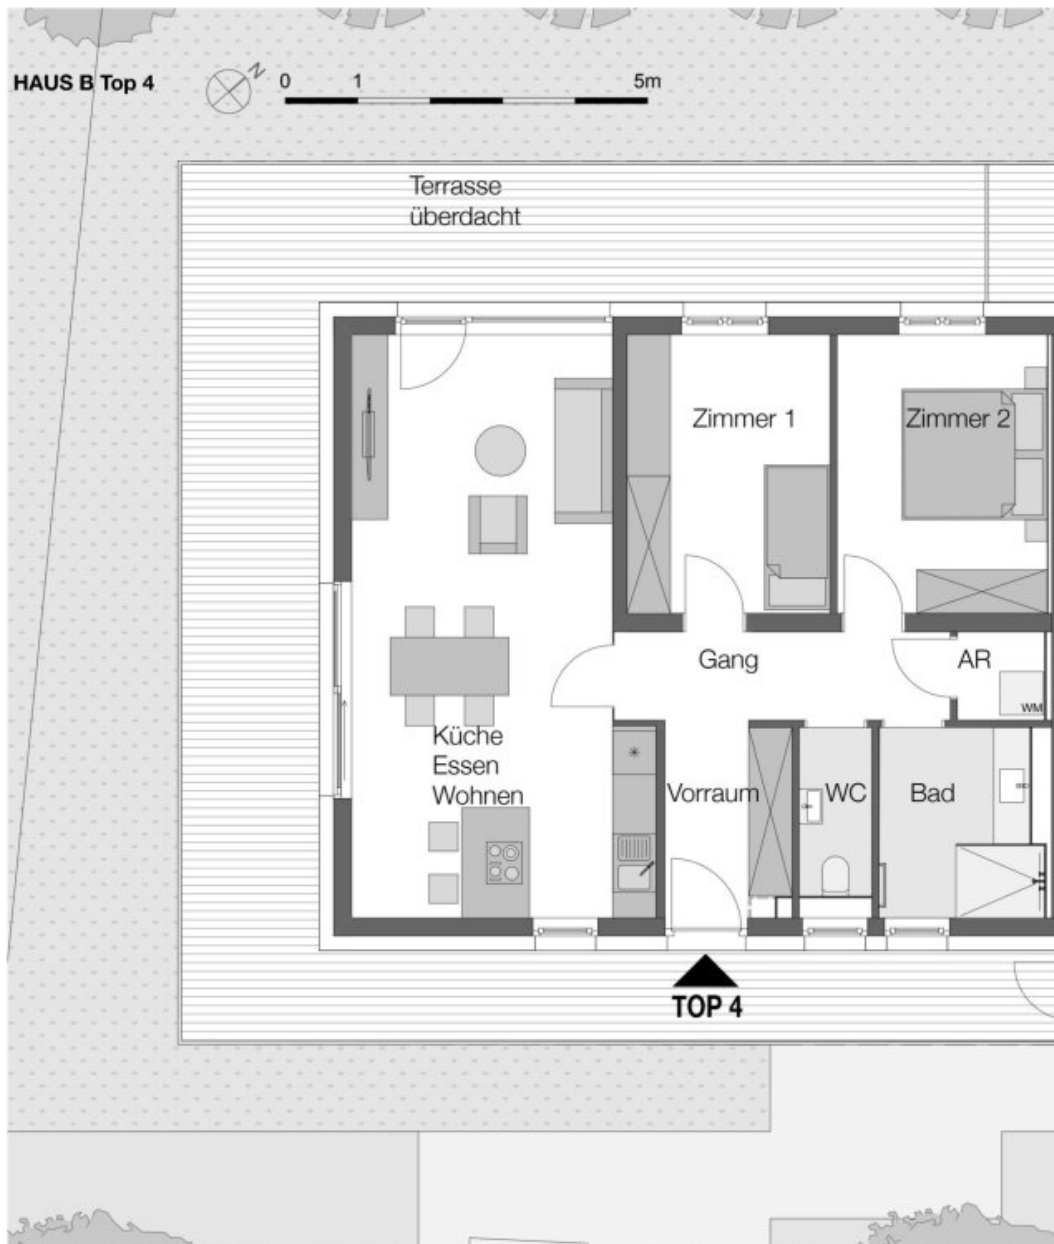 HAUS B Top 4
N
0 1 5m
Terrasse
überdacht
Zimmer 1
Zimmer 2
Gang
AR
WM
Küche
Essen
Wohnen
Vorraum
WC
Bad
TOP 4